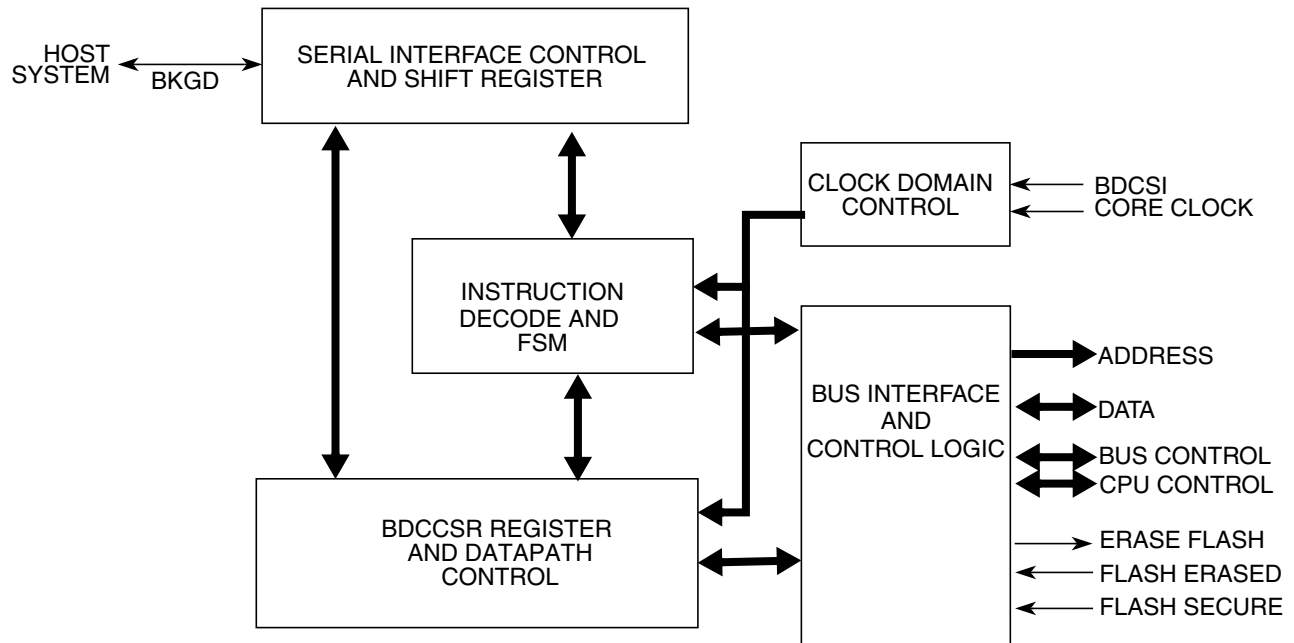 HOST
SYSTEM
BKGD
SERIAL INTERFACE CONTROL
AND SHIFT REGISTER
CLOCK DOMAIN
CONTROL
BDCSI
CORE CLOCK
INSTRUCTION
DECODE AND
FSM
BUS INTERFACE
AND
CONTROL LOGIC
ADDRESS
DATA
BUS CONTROL
CPU CONTROL
ERASE FLASH
FLASH ERASED
FLASH SECURE
BDCCSR REGISTER
AND DATAPATH
CONTROL